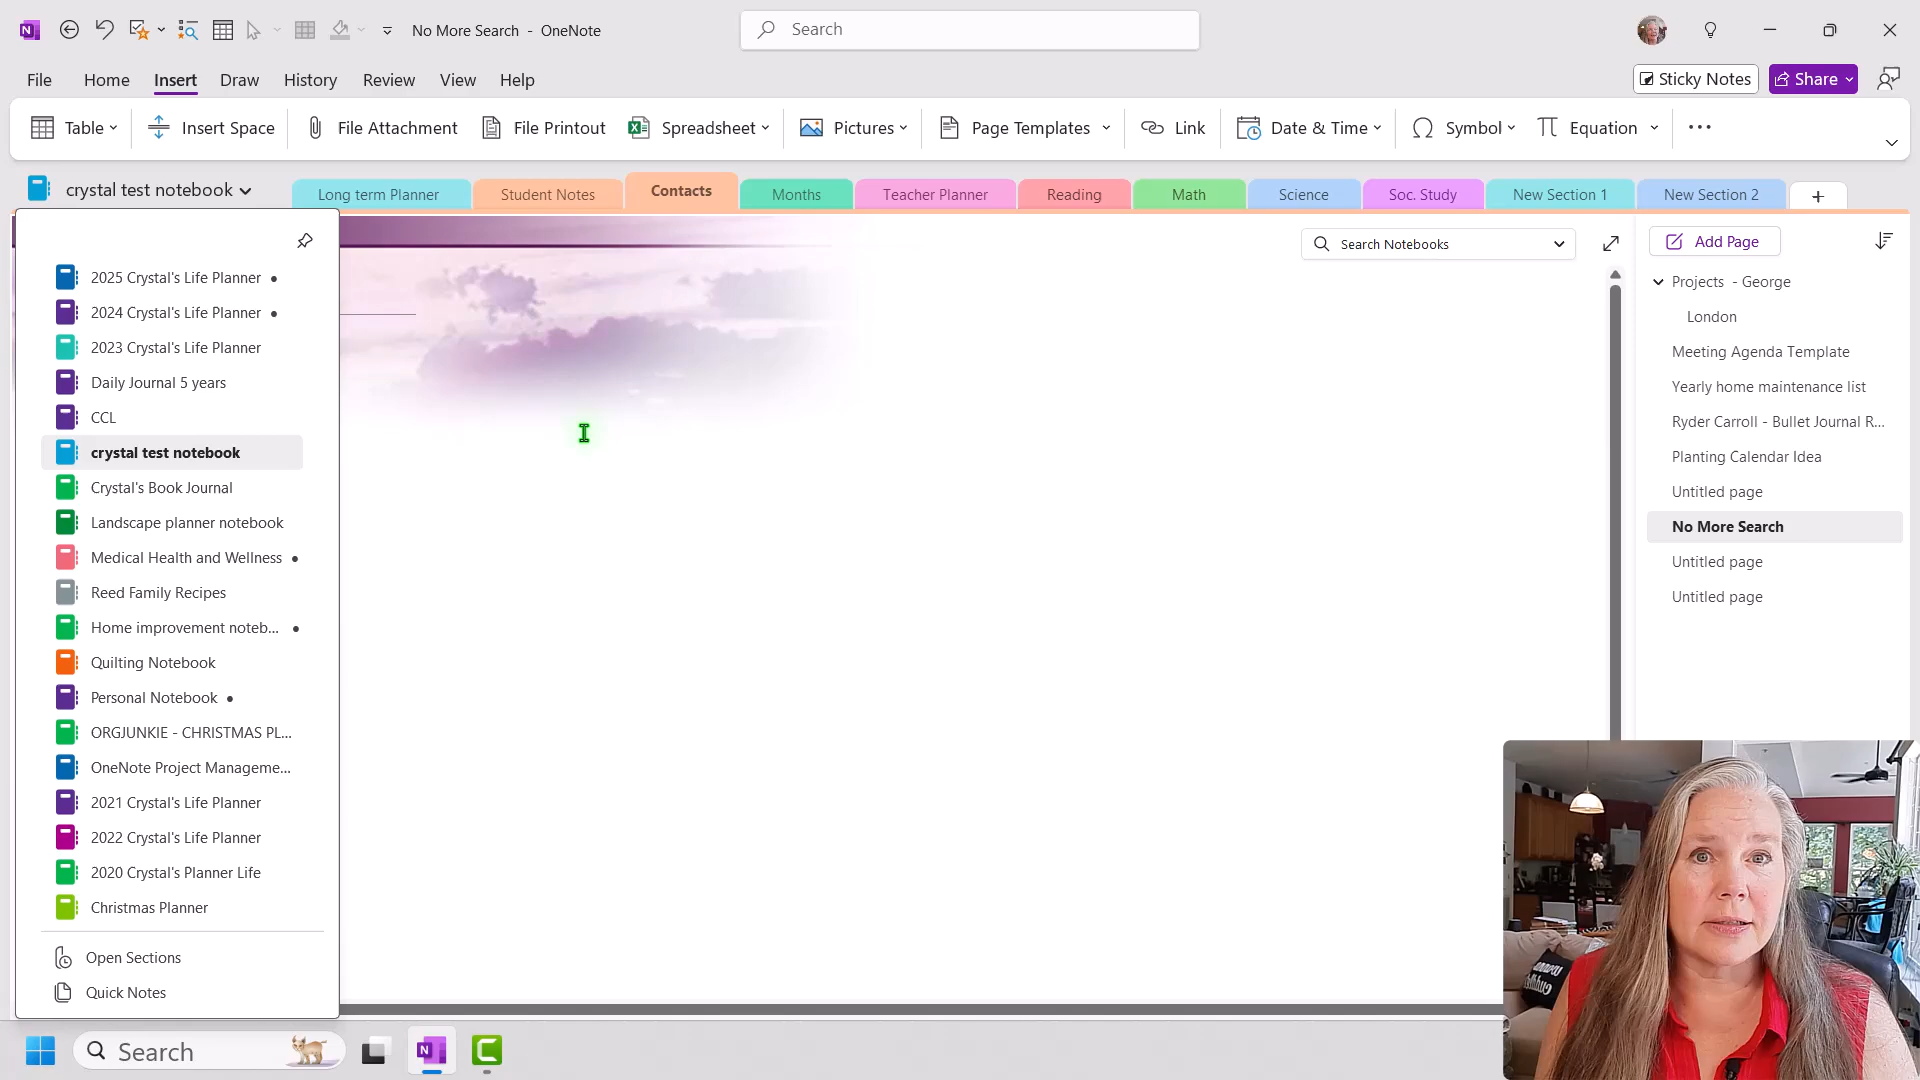 No More Search - OneNote
Search
File Home Insert Draw History Review View Help
Sticky Notes Share
Table Insert Space File Attachment File Printout Spreadsheet Pictures Page Templates Link Date & Time Symbol Equation
crystal test notebook
Long term Planner Student Notes Contacts Months Teacher Planner Reading Math Science Soc. Study New Section 1 New Section 2
Search Notebooks
Add Page
2025 Crystal's Life Planner
2024 Crystal's Life Planner
2023 Crystal's Life Planner
Daily Journal 5 years
CCL
crystal test notebook
Crystal's Book Journal
Landscape planner notebook
Medical Health and Wellness
Reed Family Recipes
Home improvement noteb...
Quilting Notebook
Personal Notebook
ORGJUNKIE - CHRISTMAS PL...
OneNote Project Manageme...
2021 Crystal's Life Planner
2022 Crystal's Life Planner
2020 Crystal's Planner Life
Christmas Planner
Open Sections
Quick Notes
Projects - George
London
Meeting Agenda Template
Yearly home maintenance list
Ryder Carroll - Bullet Journal R...
Planting Calendar Idea
Untitled page
No More Search
Untitled page
Untitled page
Search